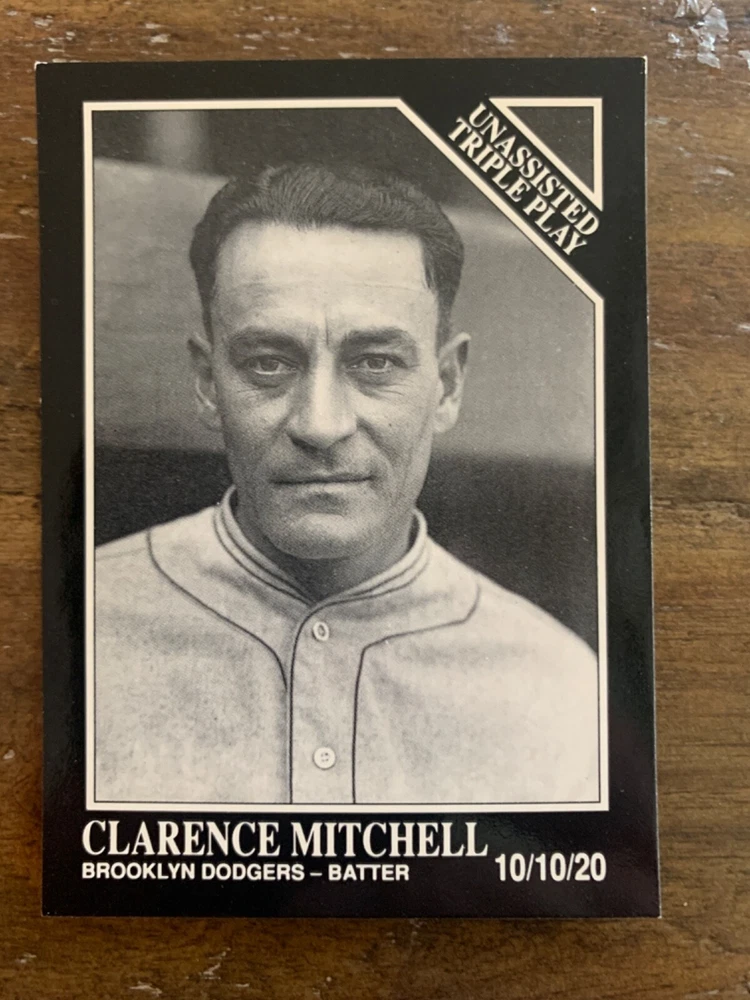 UNASSISTED
TRIPLE PLAY
CLARENCE MITCHELL
BROOKLYN DODGERS – BATTER
10/10/20